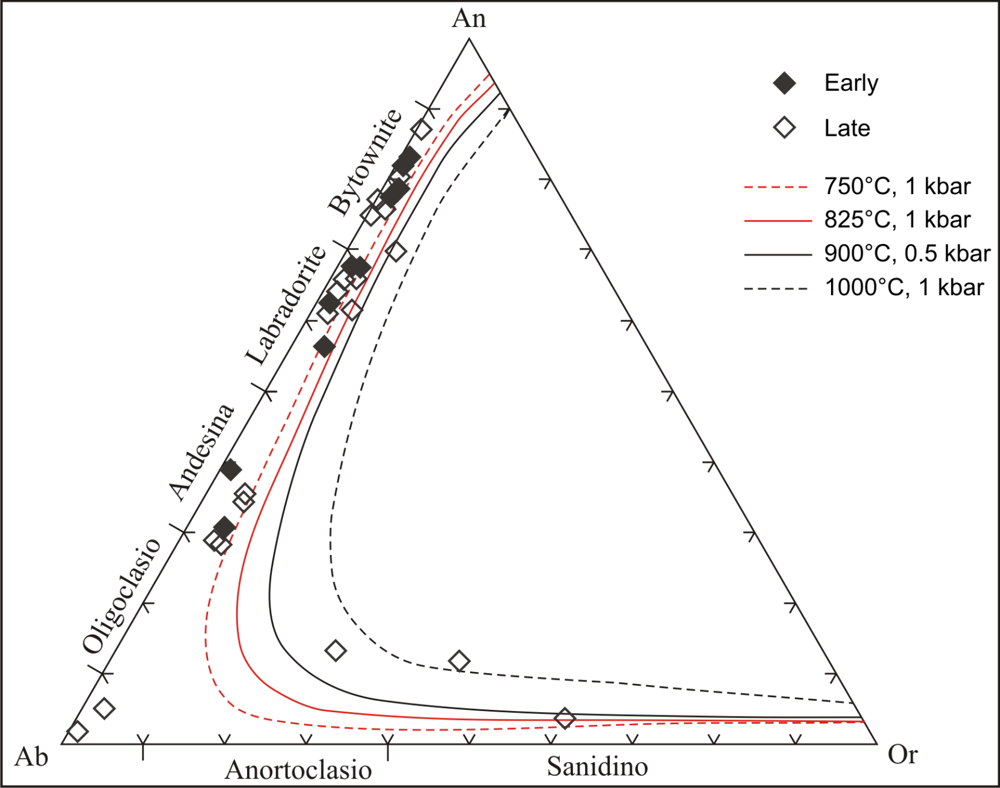 An
Early
Late
750°C, 1 kbar
825°C, 1 kbar
900°C, 0.5 kbar
1000°C, 1 kbar
Bytownite
Labradorite
Andesina
Oligoclasio
Ab
Anortoclasio
Sanidino
Or